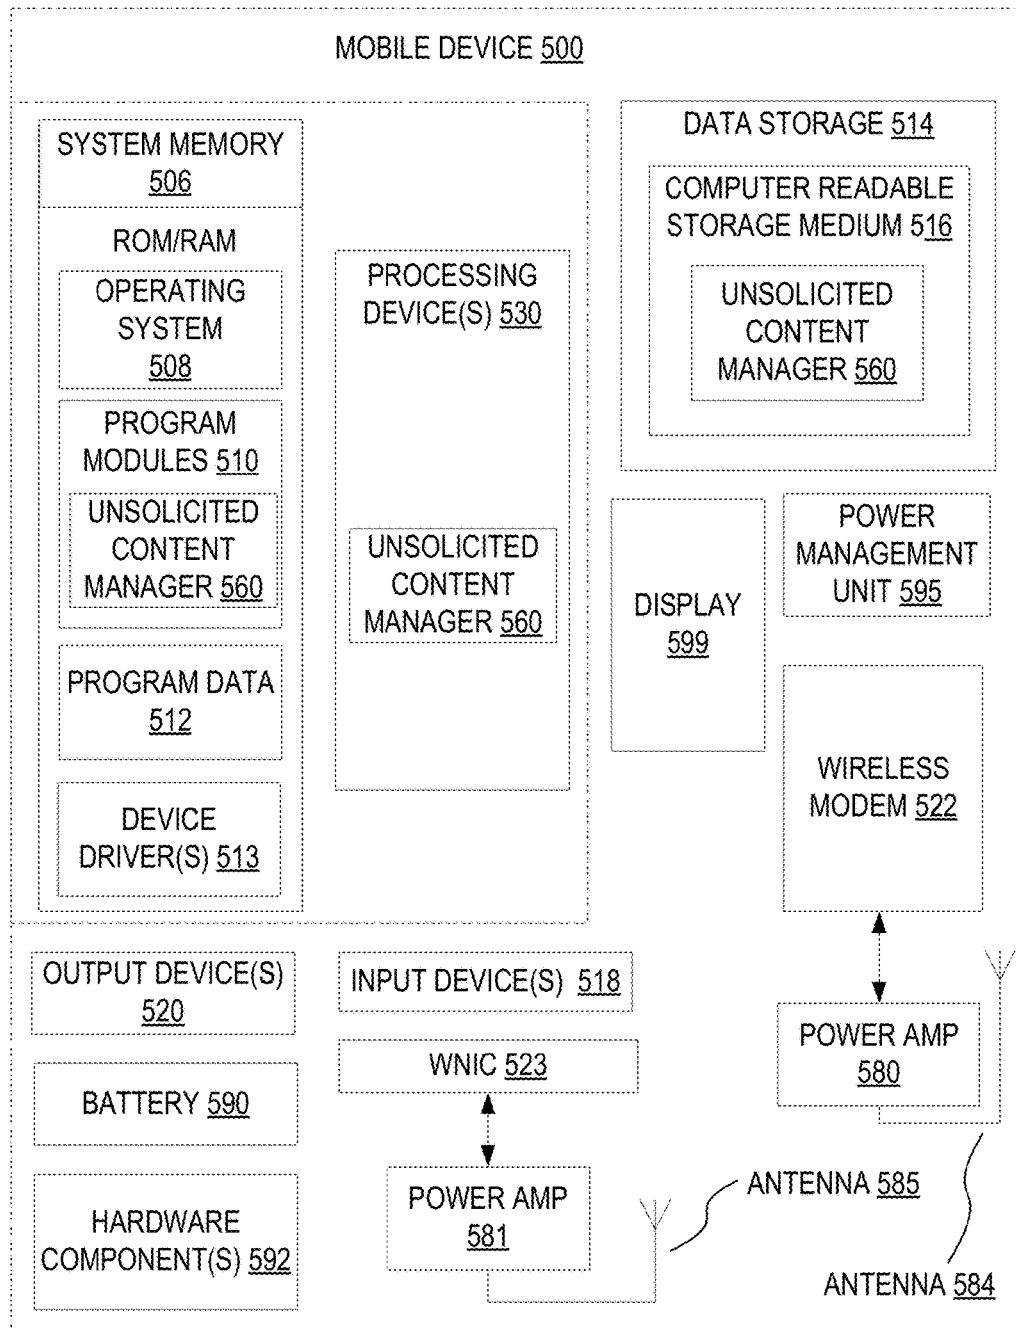 MOBILE DEVICE 500
SYSTEM MEMORY
506
ROM/RAM
OPERATING
SYSTEM
508
PROGRAM
MODULES 510
UNSOLICITED
CONTENT
MANAGER 560
PROGRAM DATA
512
DEVICE
DRIVER(S) 513
PROCESSING
DEVICE(S) 530
UNSOLICITED
CONTENT
MANAGER 560
DATA STORAGE 514
COMPUTER READABLE
STORAGE MEDIUM 516
UNSOLICITED
CONTENT
MANAGER 560
DISPLAY
599
POWER
MANAGEMENT
UNIT 595
WIRELESS
MODEM 522
OUTPUT DEVICE(S)
520
INPUT DEVICE(S) 518
WNIC 523
POWER AMP
580
BATTERY 590
POWER AMP
581
ANTENNA 585
HARDWARE
COMPONENT(S) 592
ANTENNA 584